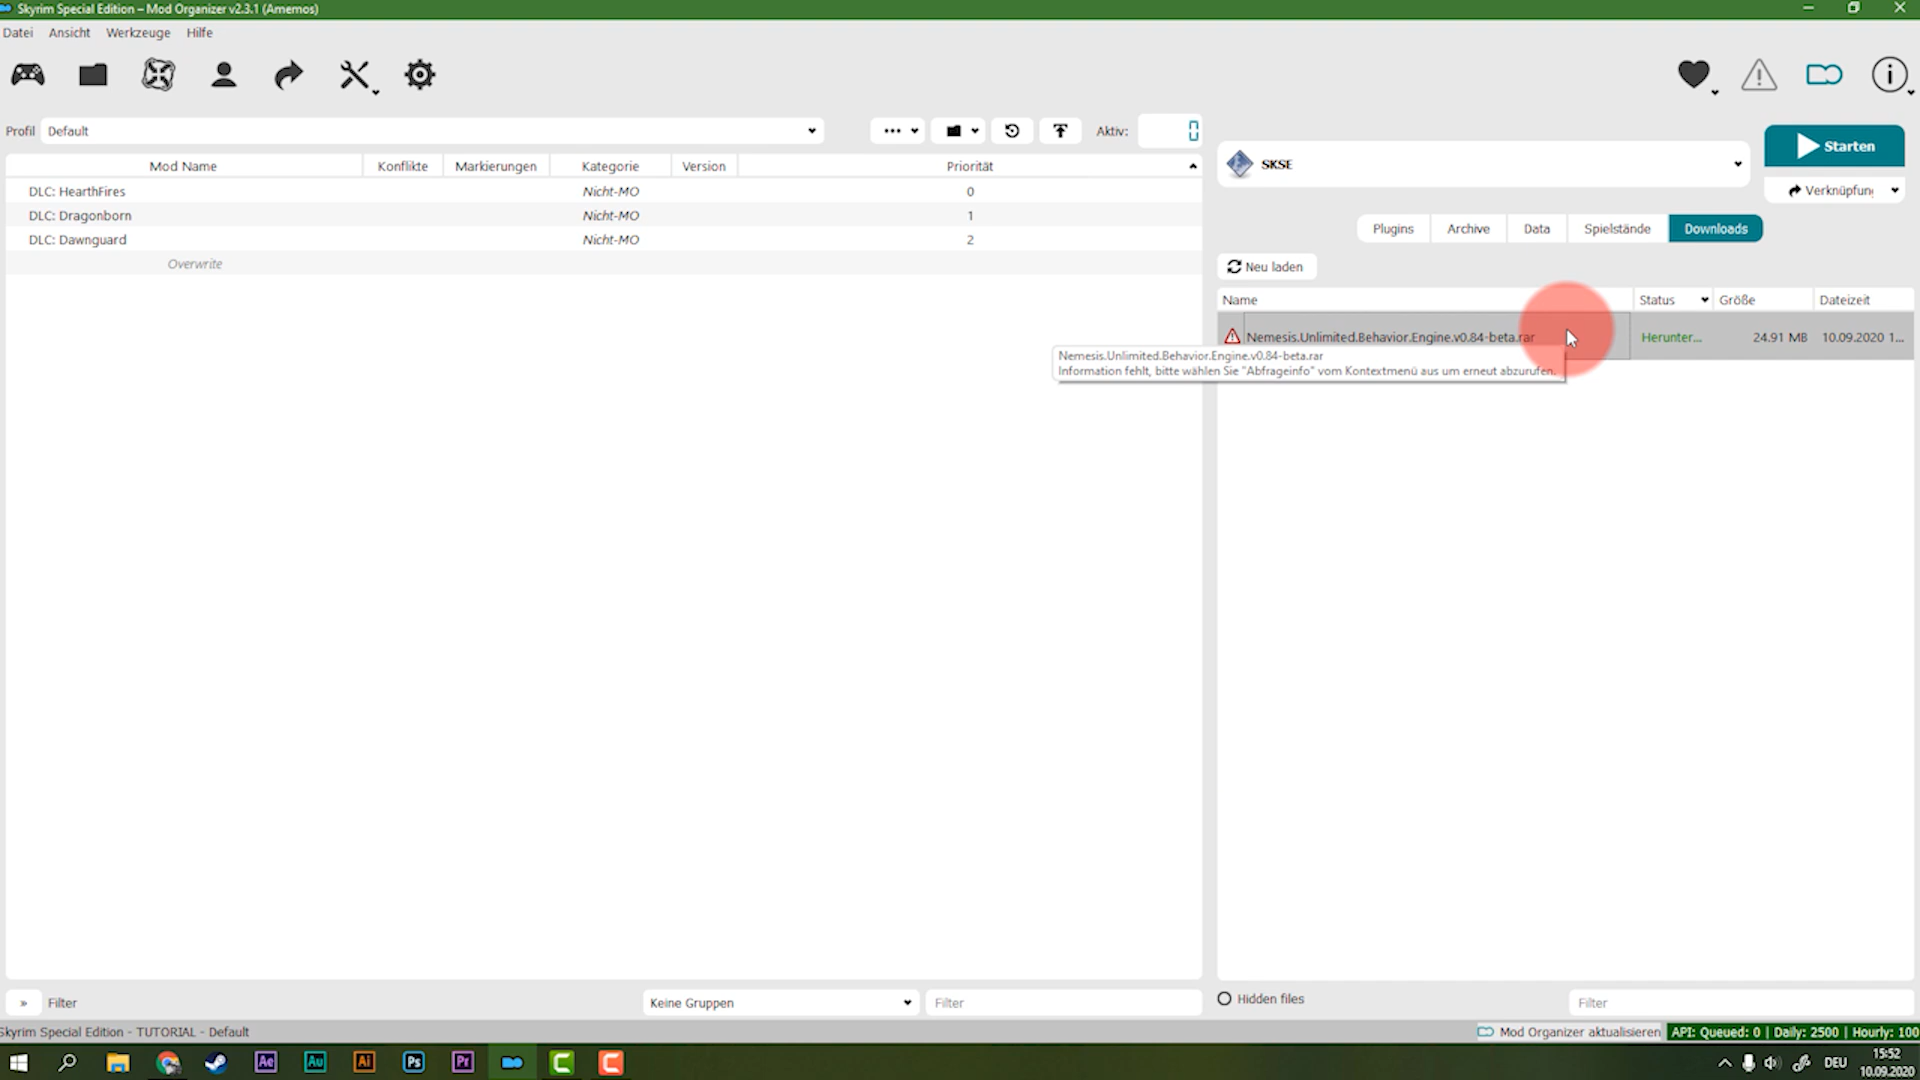 Skyrim Special Edition – Mod Organizer v2.3.1 (Amemos)
Datei Ansicht Werkzeuge Hilfe
Profil Default
Aktiv: 0
Mod Name Konflikte Markierungen Kategorie Version Priorität
DLC: HearthFires Nicht-MO 0
DLC: Dragonborn Nicht-MO 1
DLC: Dawnguard Nicht-MO 2
Overwrite
SKSE
Starten
Verknüpfun
Plugins Archive Data Spielstände Downloads
Neu laden
Name Status Größe Dateizeit
Nemesis.Unlimited.Behavior.Engine.v0.84-beta.rar Herunter... 24.91 MB 10.09.2020 1...
Nemesis.Unlimited.Behavior.Engine.v0.84-beta.rar
Information fehlt, bitte wählen Sie "Abfrageinfo" vom Kontextmenü aus um erneut abzurufen.
» Filter Keine Gruppen Filter
Hidden files Filter
Skyrim Special Edition - TUTORIAL - Default
Mod Organizer aktualisieren API: Queued: 0 | Daily: 2500 | Hourly: 100
Ae Au Ai Ps Pr
DEU
15:52
10.09.2020